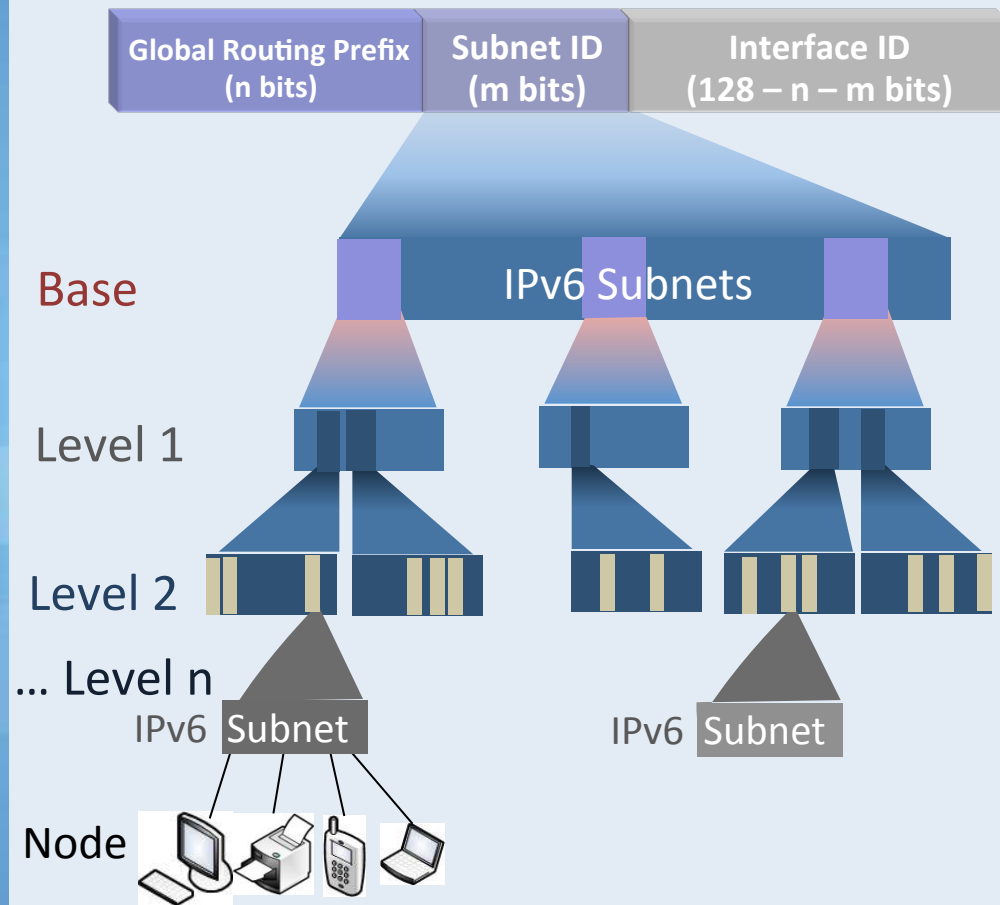 Global Routing Prefix
(n bits)
Subnet ID
(m bits)
Interface ID
(128 – n – m bits)
Base
IPv6 Subnets
Level 1
Level 2
... Level n
IPv6 Subnet
IPv6 Subnet
Node